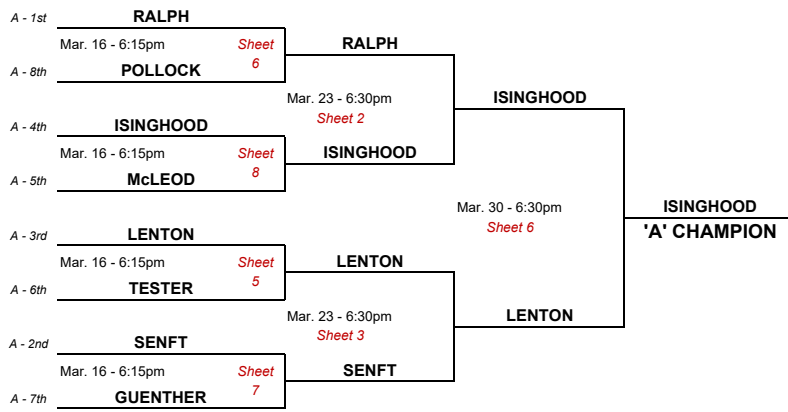 A - 1st RALPH
Mar. 16 - 6:15pm Sheet 6 RALPH
A - 8th POLLOCK
Mar. 23 - 6:30pm ISINGHOOD
Sheet 2
A - 4th ISINGHOOD
Mar. 16 - 6:15pm Sheet 8 ISINGHOOD
A - 5th McLEOD
Mar. 30 - 6:30pm ISINGHOOD
Sheet 6 'A' CHAMPION
A - 3rd LENTON
Mar. 16 - 6:15pm Sheet 5 LENTON
A - 6th TESTER
Mar. 23 - 6:30pm LENTON
Sheet 3
A - 2nd SENFT
Mar. 16 - 6:15pm Sheet 7 SENFT
A - 7th GUENTHER